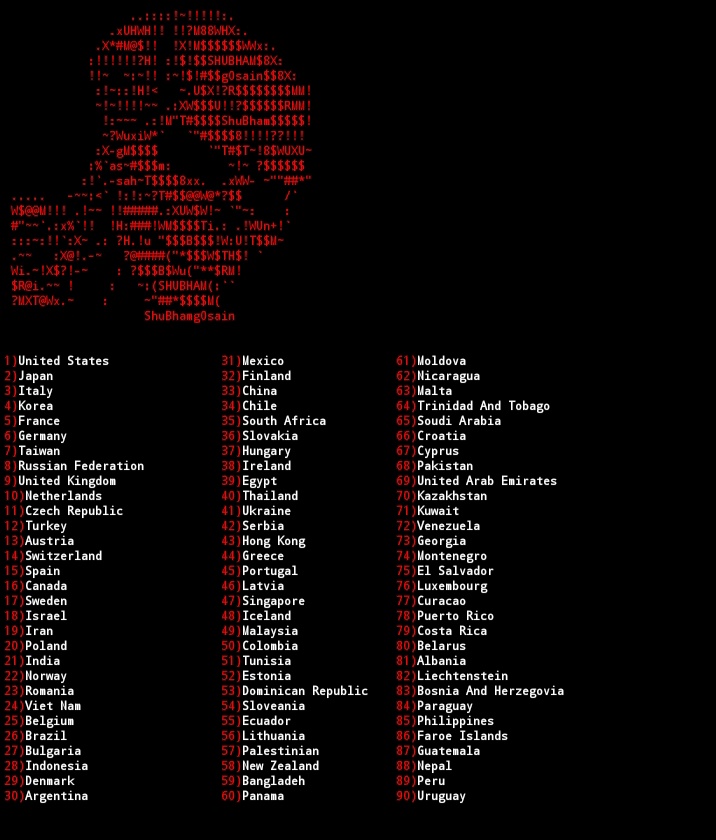 ..::::!~!!!!!:.
.xUHWH!! !!?M88WHX:.
.X*#M@$!!  !X!M$$$$$$WWx:.
:!!!!!!?H! :!$!$$SHUBHAM$8X:
!!~  ~:~!! :~!$!#$$gOsain$$8X:
:!~::!H!<   ~.U$X!?R$$$$$$$$MM!
~!~!!!!~~ .:XW$$$U!!?$$$$$$RMM!
!:~~~ .:!M"T#$$$$ShuBham$$$$$!
~?WuxiW*`   `"#$$$$8!!!!??!!!
:X-gM$$$$       `"T#$T~!8$WUXU~
:%`as~#$$$m:        ~!~ ?$$$$$$
:!`.-sah~T$$$$8xx.  .xWW- ~""##*"
.....   -~~:<` !:!:~?T#$$@@W@*?$$      /`
W$@@M!!! .!~~ !!#####.:XUW$W!~ `"~:    :
#"~~`.:x%`!!  !H:###!WM$$$$Ti.: .!WUn+!`
:::~:!!`:X~ .: ?H.!u "$$$B$$$!W:U!T$$M~
.~~   :X@!.-~   ?@####("*$$$W$TH$! `
Wi.~!X$?!-~    : ?$$$B$Wu("**$RM!
$R@i.~~ !     :   ~:(SHUBHAM(:``
?MXT@Wx.~    :     ~"##*$$$$M(
ShuBhamgOsain
1)United States
2)Japan
3)Italy
4)Korea
5)France
6)Germany
7)Taiwan
8)Russian Federation
9)United Kingdom
10)Netherlands
11)Czech Republic
12)Turkey
13)Austria
14)Switzerland
15)Spain
16)Canada
17)Sweden
18)Israel
19)Iran
20)Poland
21)India
22)Norway
23)Romania
24)Viet Nam
25)Belgium
26)Brazil
27)Bulgaria
28)Indonesia
29)Denmark
30)Argentina
31)Mexico
32)Finland
33)China
34)Chile
35)South Africa
36)Slovakia
37)Hungary
38)Ireland
39)Egypt
40)Thailand
41)Ukraine
42)Serbia
43)Hong Kong
44)Greece
45)Portugal
46)Latvia
47)Singapore
48)Iceland
49)Malaysia
50)Colombia
51)Tunisia
52)Estonia
53)Dominican Republic
54)Sloveania
55)Ecuador
56)Lithuania
57)Palestinian
58)New Zealand
59)Bangladeh
60)Panama
61)Moldova
62)Nicaragua
63)Malta
64)Trinidad And Tobago
65)Soudi Arabia
66)Croatia
67)Cyprus
68)Pakistan
69)United Arab Emirates
70)Kazakhstan
71)Kuwait
72)Venezuela
73)Georgia
74)Montenegro
75)El Salvador
76)Luxembourg
77)Curacao
78)Puerto Rico
79)Costa Rica
80)Belarus
81)Albania
82)Liechtenstein
83)Bosnia And Herzegovia
84)Paraguay
85)Philippines
86)Faroe Islands
87)Guatemala
88)Nepal
89)Peru
90)Uruguay